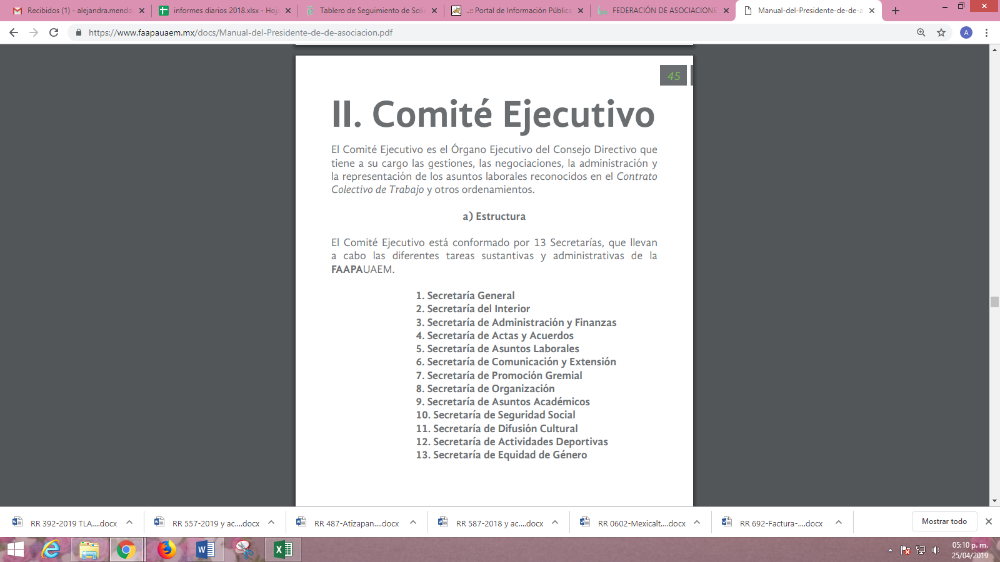 Recibidos (1) - alejandra.mendo
informes diarios 2018.xlsx - Hoj
Tablero de Seguimiento de Soli
..:: Portal de Información Pública
FEDERACIÓN DE ASOCIACIONE
Manual-del-Presidente-de-de-a
https://www.faapauaem.mx/docs/Manual-del-Presidente-de-de-asociacion.pdf
A
45
II. Comité Ejecutivo
El Comité Ejecutivo es el Órgano Ejecutivo del Consejo Directivo que
tiene a su cargo las gestiones, las negociaciones, la administración y
la representación de los asuntos laborales reconocidos en el Contrato
Colectivo de Trabajo y otros ordenamientos.
a) Estructura
El Comité Ejecutivo está conformado por 13 Secretarías, que llevan
a cabo las diferentes tareas sustantivas y administrativas de la
FAAPAUAEM.
1. Secretaría General
2. Secretaría del Interior
3. Secretaría de Administración y Finanzas
4. Secretaría de Actas y Acuerdos
5. Secretaría de Asuntos Laborales
6. Secretaría de Comunicación y Extensión
7. Secretaría de Promoción Gremial
8. Secretaría de Organización
9. Secretaría de Asuntos Académicos
10. Secretaría de Seguridad Social
11. Secretaría de Difusión Cultural
12. Secretaría de Actividades Deportivas
13. Secretaría de Equidad de Género
RR 392-2019 TLA....docx
RR 557-2019 y ac....docx
RR 487-Atizapan....docx
RR 587-2018 y ac....docx
RR 0602-Mexicalt....docx
RR 692-Factura-....docx
Mostrar todo
05:10 p. m.
25/04/2019